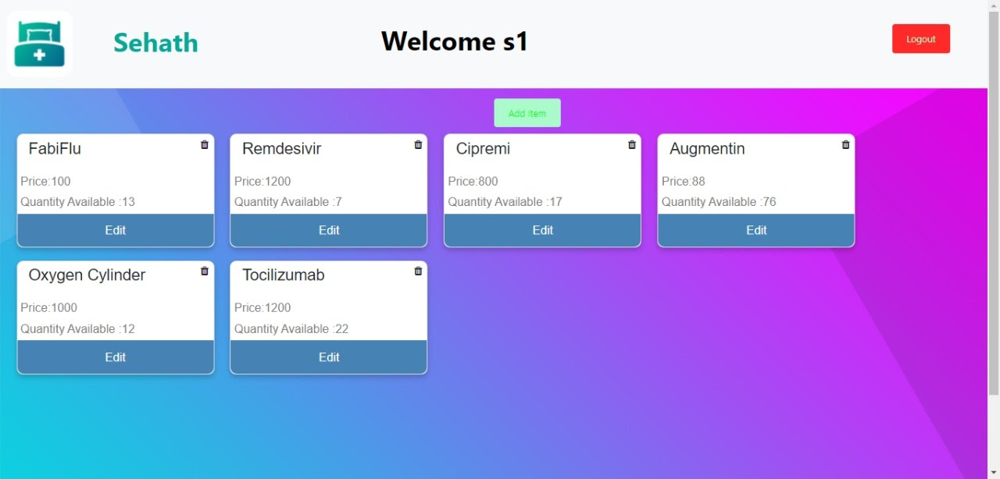 Sehath
Welcome s1
Logout
Add Item
FabiFlu
Price:100
Quantity Available :13
Edit
Remdesivir
Price:1200
Quantity Available :7
Edit
Cipremi
Price:800
Quantity Available :17
Edit
Augmentin
Price:88
Quantity Available :76
Edit
Oxygen Cylinder
Price:1000
Quantity Available :12
Edit
Tocilizumab
Price:1200
Quantity Available :22
Edit